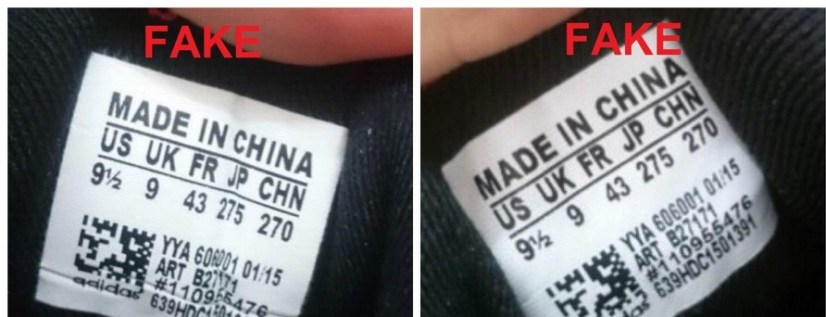 FAKE
MADE IN CHINA
US UK FR JP CHN
9½ 9 43 275 270
YYA 606001 01/15
ART B27171
#110955476
adidas
FAKE
MADE IN CHINA
US UK FR JP CHN
9½ 9 43 275 270
YYA 606001 01/15
ART B27171
#110955476
639HDC1501391